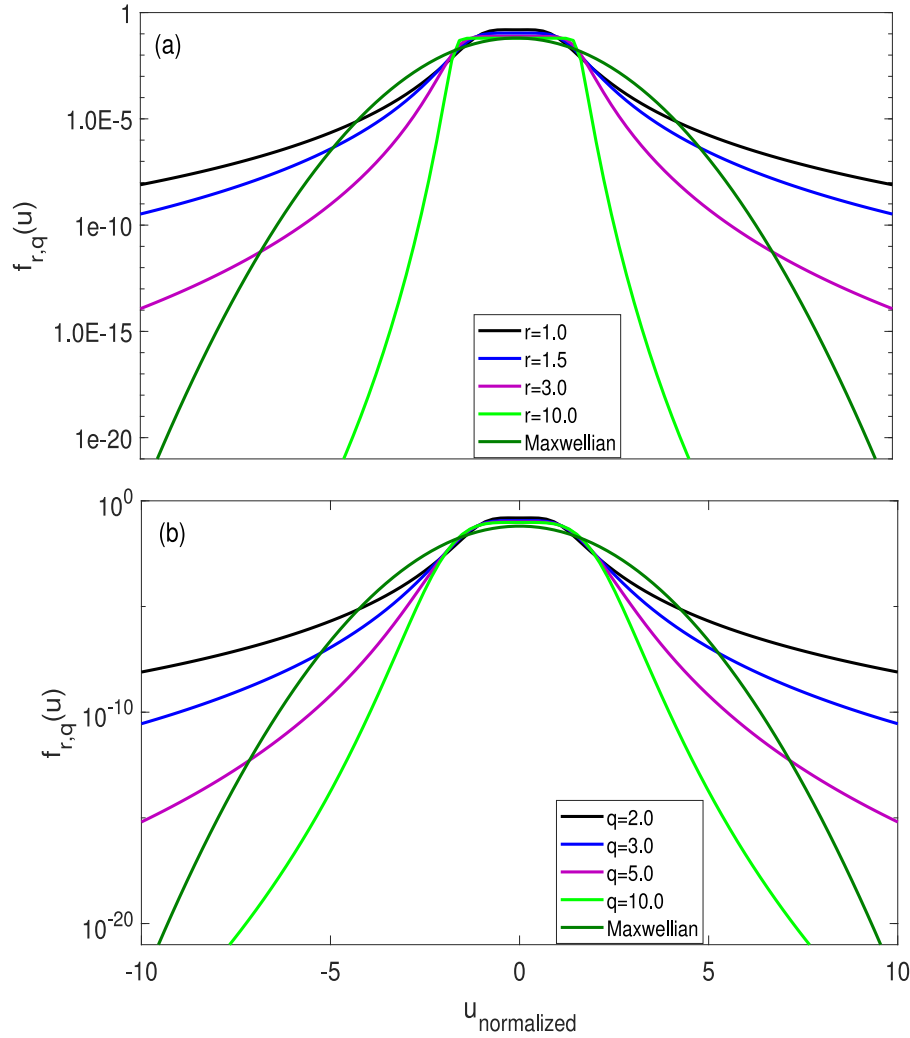 1
(a)
1.0E-5
1e-10
1.0E-15
1e-20
f_{r,q}(u)
r=1.0
r=1.5
r=3.0
r=10.0
Maxwellian
10^0
(b)
10^{-10}
10^{-20}
f_{r,q}(u)
q=2.0
q=3.0
q=5.0
q=10.0
Maxwellian
-10 -5 0 5 10
u_{normalized}